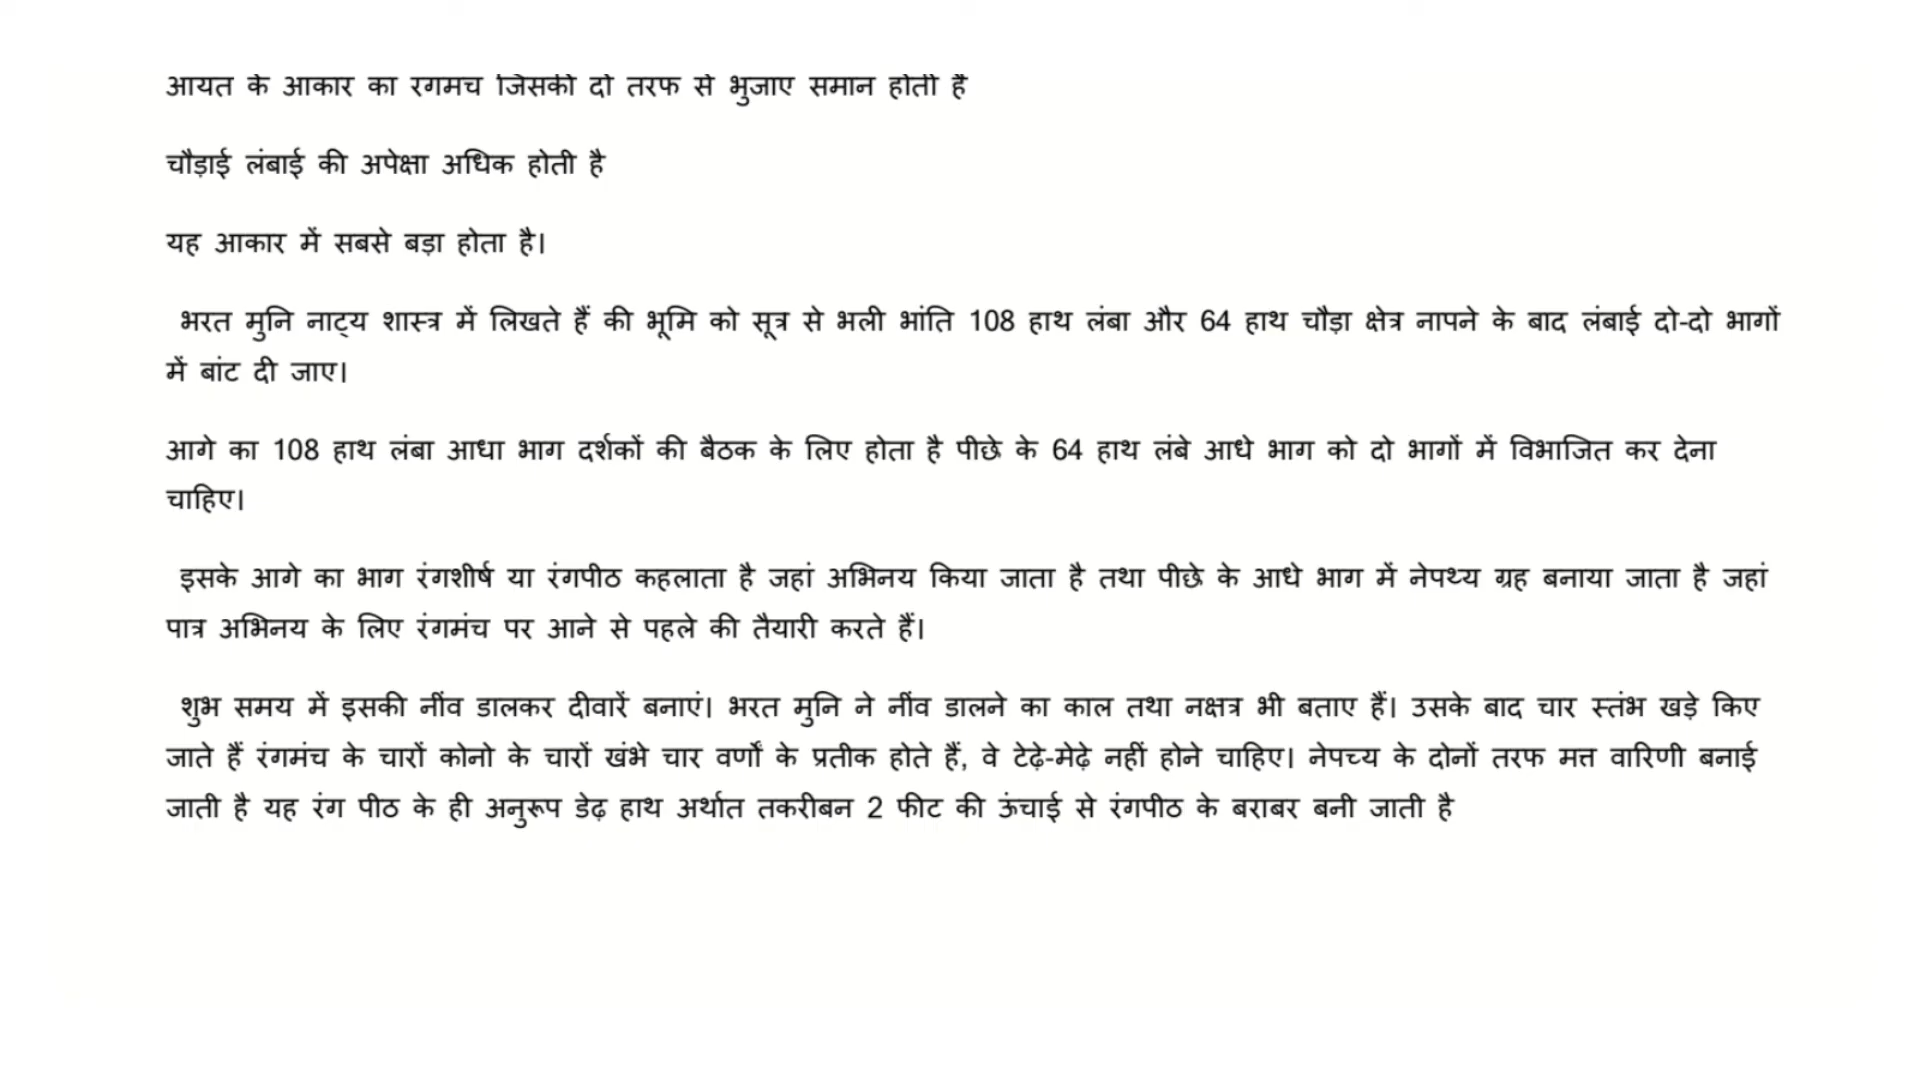 आयत के आकार का रंगमंच जिसकी दो तरफ से भुजाएं समान होती है
चौड़ाई लंबाई की अपेक्षा अधिक होती है
यह आकार में सबसे बड़ा होता है।
भरत मुनि नाट्य शास्त्र में लिखते हैं की भूमि को सूत्र से भली भांति 108 हाथ लंबा और 64 हाथ चौड़ा क्षेत्र नापने के बाद लंबाई दो-दो भागों
में बांट दी जाए।
आगे का 108 हाथ लंबा आधा भाग दर्शकों की बैठक के लिए होता है पीछे के 64 हाथ लंबे आधे भाग को दो भागों में विभाजित कर देना
चाहिए।
इसके आगे का भाग रंगशीर्ष या रंगपीठ कहलाता है जहां अभिनय किया जाता है तथा पीछे के आधे भाग में नेपथ्य ग्रह बनाया जाता है जहां
पात्र अभिनय के लिए रंगमंच पर आने से पहले की तैयारी करते हैं।
शुभ समय में इसकी नींव डालकर दीवारें बनाएं। भरत मुनि ने नींव डालने का काल तथा नक्षत्र भी बताए हैं। उसके बाद चार स्तंभ खड़े किए
जाते हैं रंगमंच के चारों कोनो के चारों खंभे चार वर्णों के प्रतीक होते हैं, वे टेढ़े-मेढ़े नहीं होने चाहिए। नेपच्य के दोनों तरफ मत्त वारिणी बनाई
जाती है यह रंग पीठ के ही अनुरूप डेढ़ हाथ अर्थात तकरीबन 2 फीट की ऊंचाई से रंगपीठ के बराबर बनी जाती है